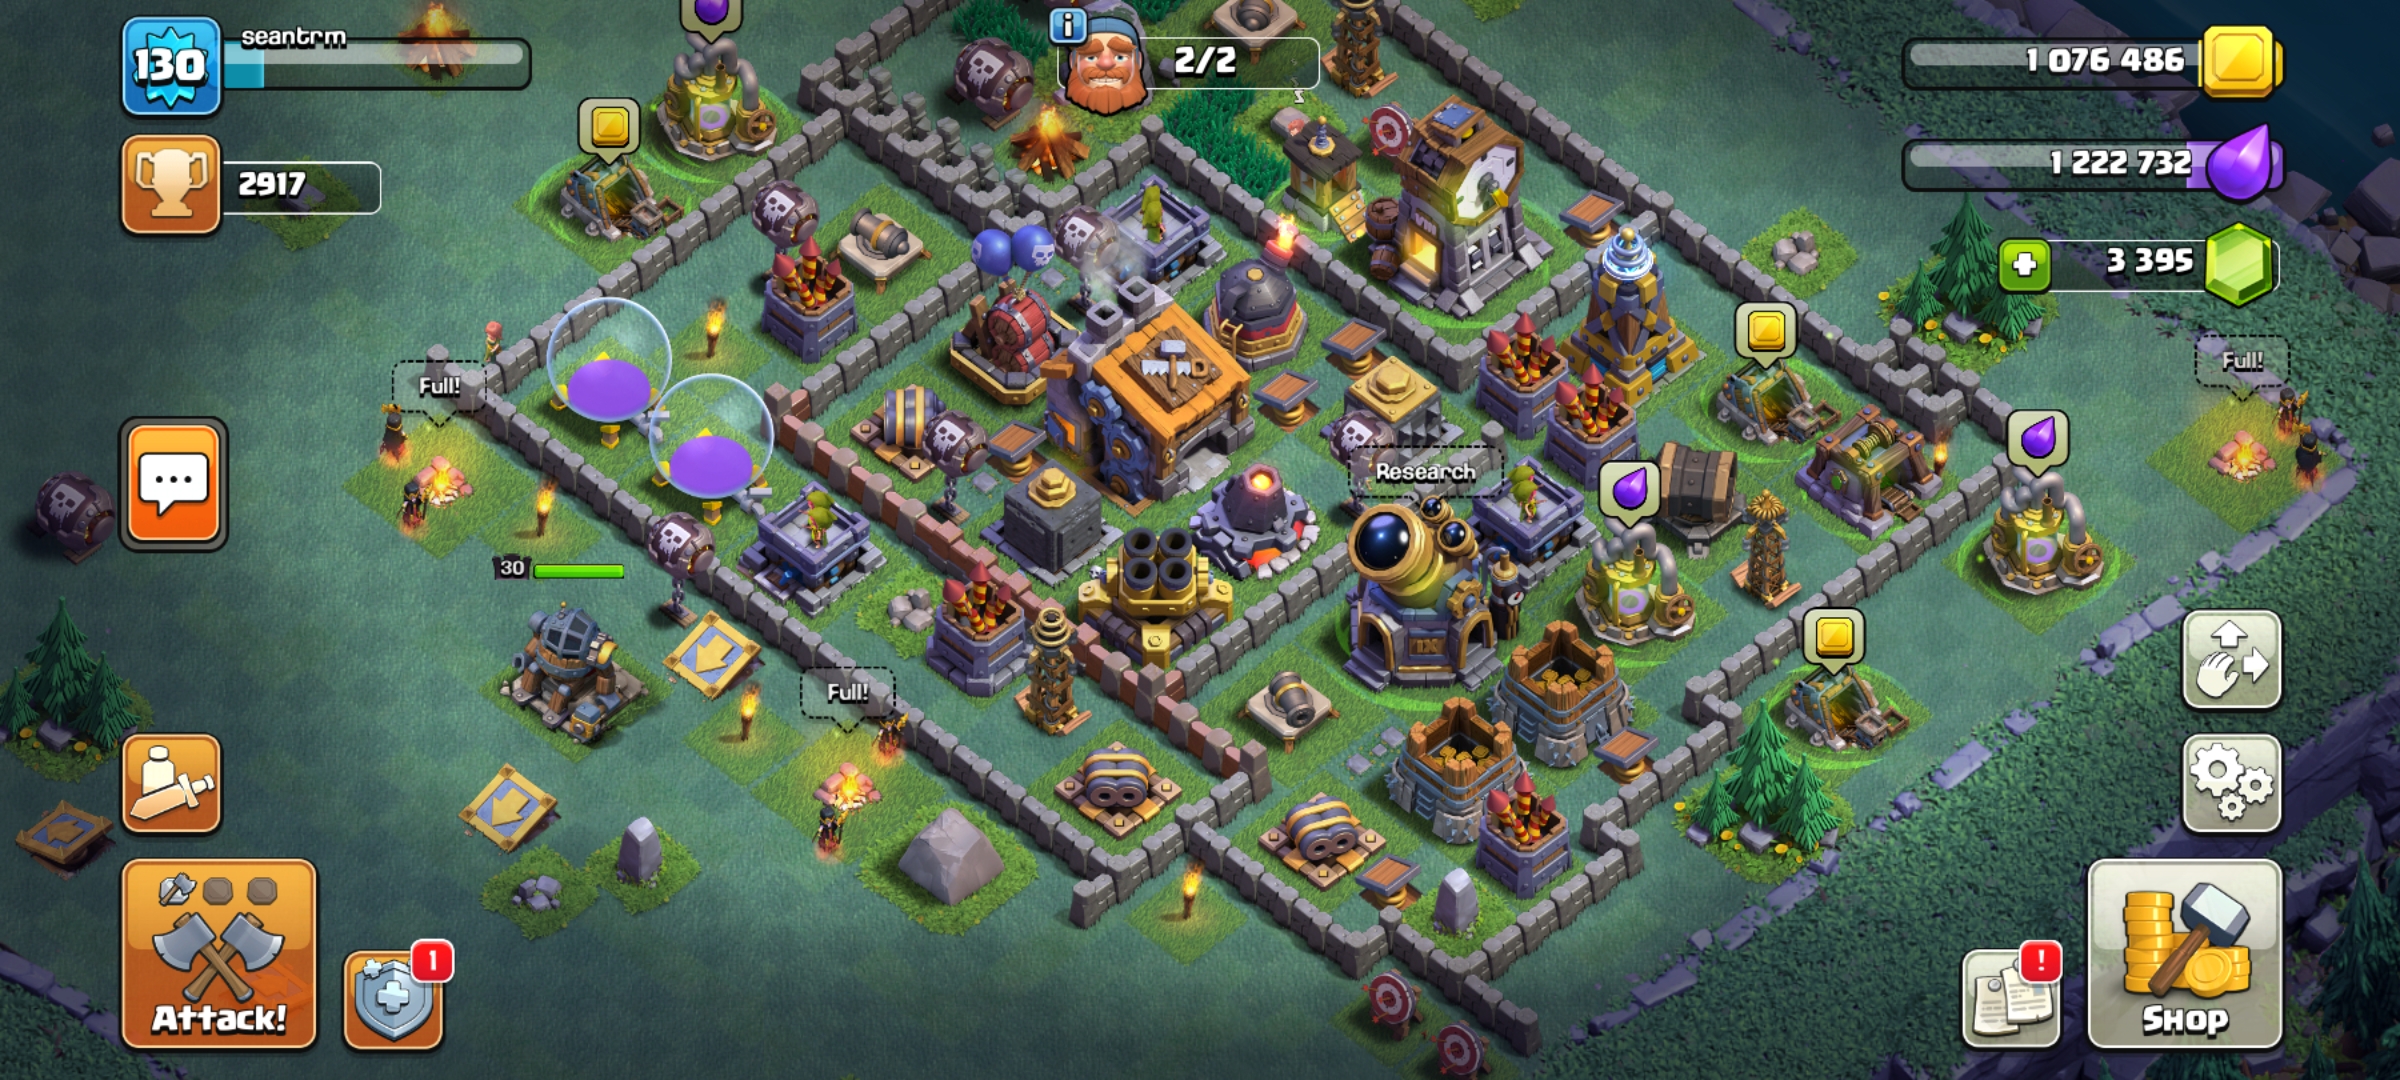 seantrm
130
2/2
1 076 486
2917
1 222 732
3 395
Full!
Full!
Research
30
Full!
IX
1
!
Attack!
Shop